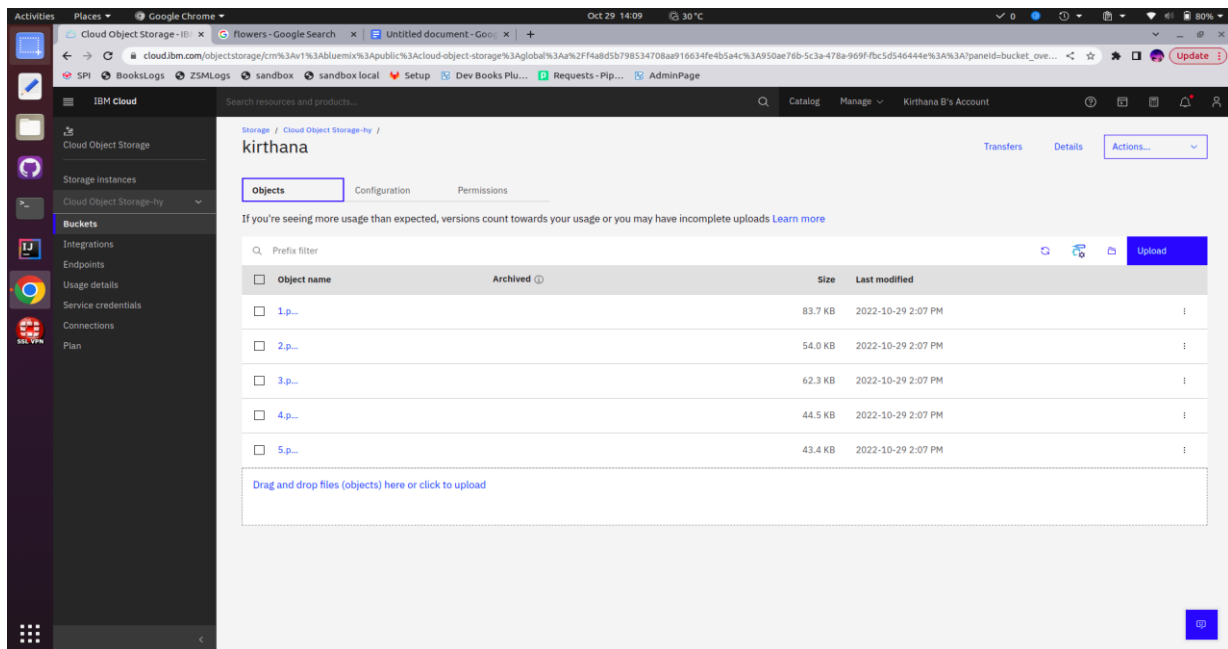 Activities Places Google Chrome Oct 29 14:09 30°C 0 80%
Cloud Object Storage - IB x flowers - Google Search x Untitled document - Goog x +
cloud.ibm.com/objectstorage/crn%3Av1%3Abluemix%3Apublic%3Acloud-object-storage%3Aglobal%3Aa%2Ff4a8d5b798534708aa916634fe4b5a4c%3A950ae76b-5c3a-478a-969f-fbc5d546444e%3A%3A?paneId=bucket_ove... Update
SPI BooksLogs ZSMLogs sandbox sandbox local Setup Dev Books Plu... Requests - Pip... AdminPage
IBM Cloud Search resources and products... Catalog Manage Kirthana B's Account
Cloud Object Storage
Storage instances
Cloud Object Storage-hy
Buckets
Integrations
Endpoints
Usage details
Service credentials
Connections
Plan
SSL VPN
Storage / Cloud Object Storage-hy /
kirthana
Transfers Details Actions...
Objects Configuration Permissions
If you're seeing more usage than expected, versions count towards your usage or you may have incomplete uploads Learn more
Prefix filter Upload
Object name Archived Size Last modified
1.p... 83.7 KB 2022-10-29 2:07 PM
2.p... 54.0 KB 2022-10-29 2:07 PM
3.p... 62.3 KB 2022-10-29 2:07 PM
4.p... 44.5 KB 2022-10-29 2:07 PM
5.p... 43.4 KB 2022-10-29 2:07 PM
Drag and drop files (objects) here or click to upload